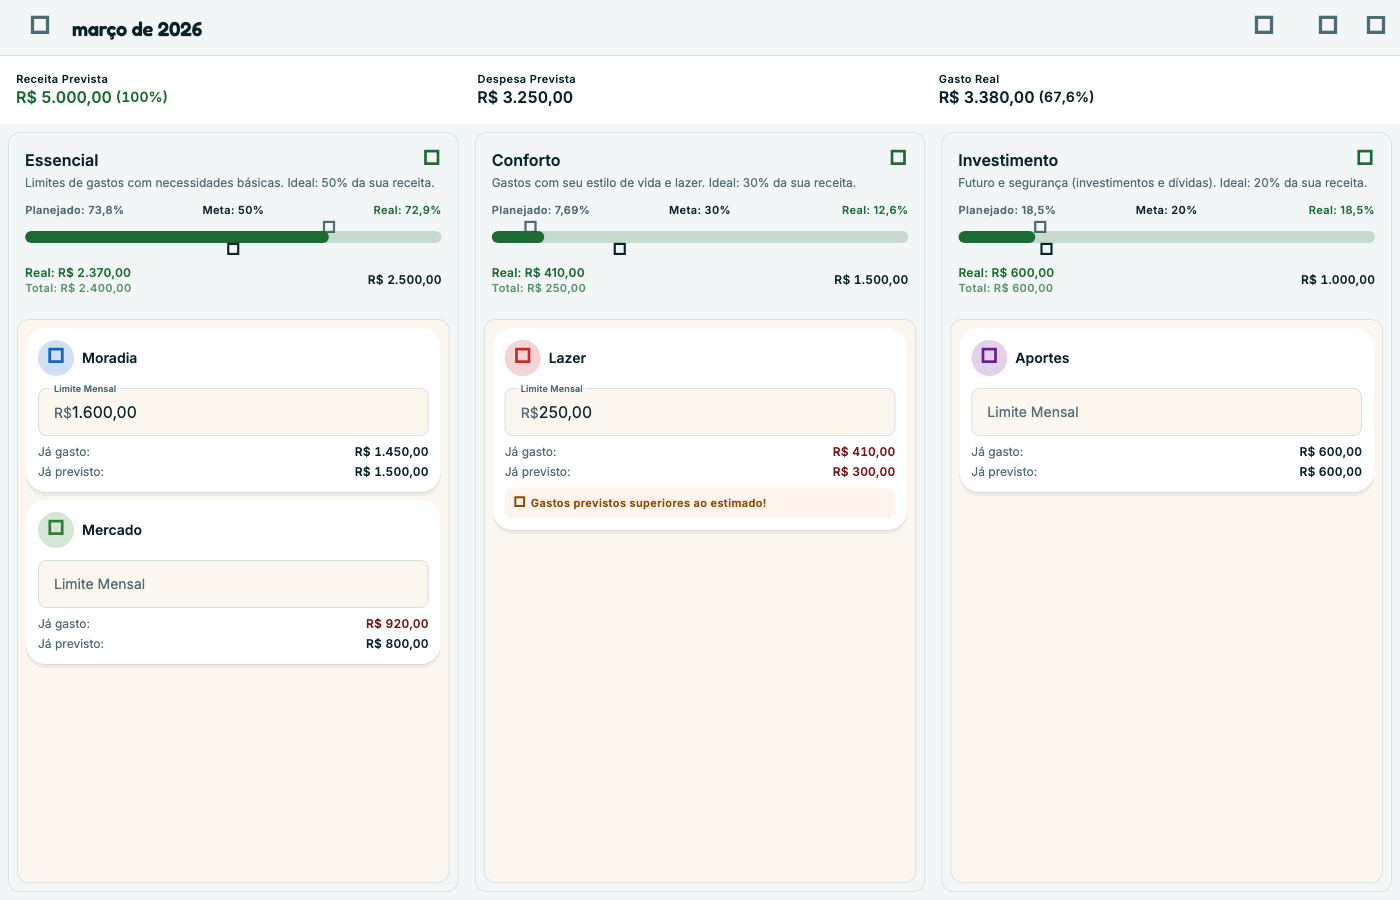 março de 2026
Receita Prevista
R$ 5.000,00 (100%)
Despesa Prevista
R$ 3.250,00
Gasto Real
R$ 3.380,00 (67,6%)
Essencial
Limites de gastos com necessidades básicas. Ideal: 50% da sua receita.
Planejado: 73,8%
Meta: 50%
Real: 72,9%
Real: R$ 2.370,00
Total: R$ 2.400,00
R$ 2.500,00
Moradia
Limite Mensal
R$1.600,00
Já gasto:
R$ 1.450,00
Já previsto:
R$ 1.500,00
Mercado
Limite Mensal
Já gasto:
R$ 920,00
Já previsto:
R$ 800,00
Conforto
Gastos com seu estilo de vida e lazer. Ideal: 30% da sua receita.
Planejado: 7,69%
Meta: 30%
Real: 12,6%
Real: R$ 410,00
Total: R$ 250,00
R$ 1.500,00
Lazer
Limite Mensal
R$250,00
Já gasto:
R$ 410,00
Já previsto:
R$ 300,00
Gastos previstos superiores ao estimado!
Investimento
Futuro e segurança (investimentos e dívidas). Ideal: 20% da sua receita.
Planejado: 18,5%
Meta: 20%
Real: 18,5%
Real: R$ 600,00
Total: R$ 600,00
R$ 1.000,00
Aportes
Limite Mensal
Já gasto:
R$ 600,00
Já previsto:
R$ 600,00